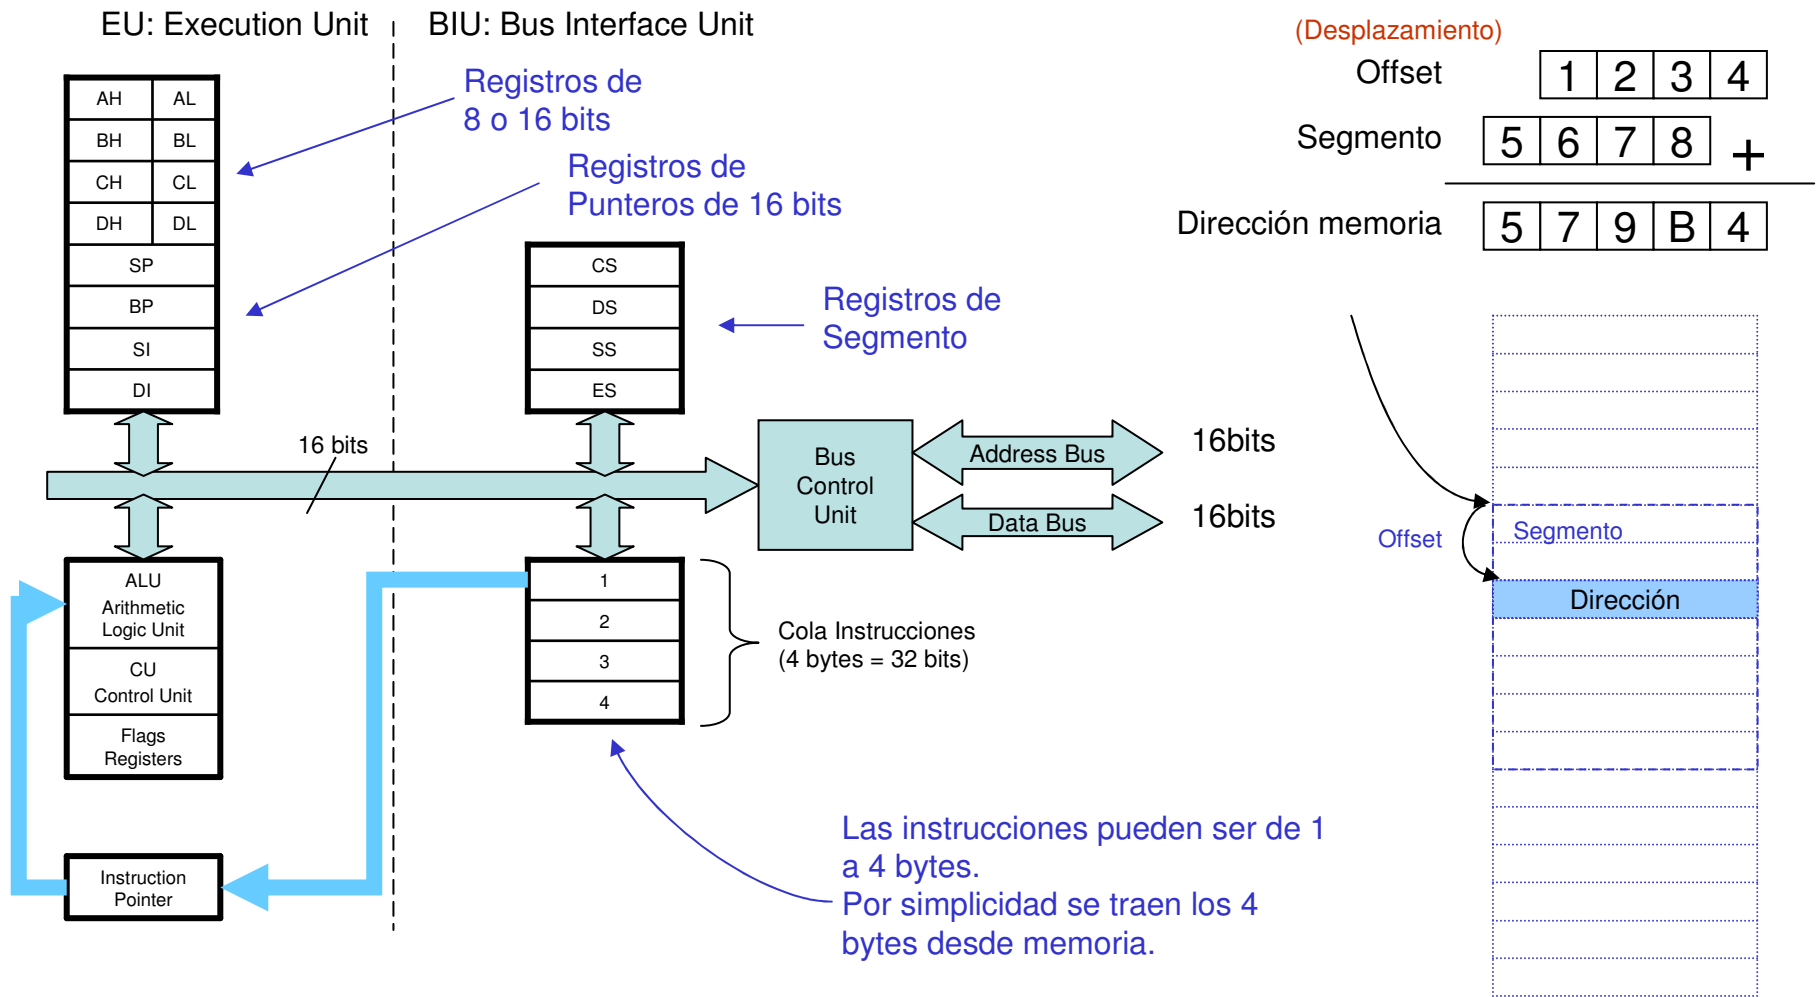 EU: Execution Unit
BIU: Bus Interface Unit
AH AL
BH BL
CH CL
DH DL
SP
BP
SI
DI
Registros de
8 o 16 bits
Registros de
Punteros de 16 bits
CS
DS
SS
ES
Registros de
Segmento
16 bits
Bus
Control
Unit
Address Bus
16bits
Data Bus
16bits
ALU
Arithmetic
Logic Unit
CU
Control Unit
Flags
Registers
Instruction
Pointer
1
2
3
4
Cola Instrucciones
(4 bytes = 32 bits)
Las instrucciones pueden ser de 1
a 4 bytes.
Por simplicidad se traen los 4
bytes desde memoria.
(Desplazamiento)
Offset 1 2 3 4
Segmento 5 6 7 8 +
Dirección memoria 5 7 9 B 4
Offset
Segmento
Dirección